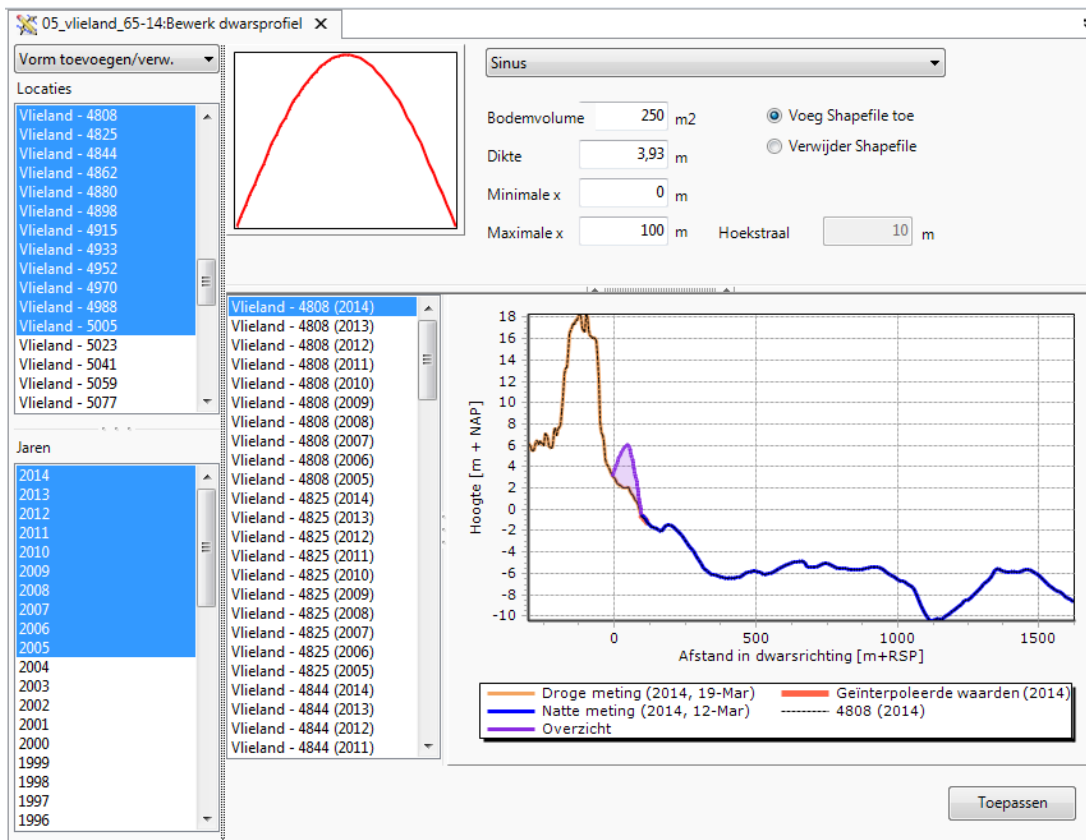 05_vlieland_65-14:Bewerk dwarsprofiel
Vorm toevoegen/verw.
Locaties
Vlieland - 4808
Vlieland - 4825
Vlieland - 4844
Vlieland - 4862
Vlieland - 4880
Vlieland - 4898
Vlieland - 4915
Vlieland - 4933
Vlieland - 4952
Vlieland - 4970
Vlieland - 4988
Vlieland - 5005
Vlieland - 5023
Vlieland - 5041
Vlieland - 5059
Vlieland - 5077
Jaren
2014
2013
2012
2011
2010
2009
2008
2007
2006
2005
2004
2003
2002
2001
2000
1999
1998
1997
1996
Sinus
Bodemvolume 250 m2
Dikte 3,93 m
Minimale x 0 m
Maximale x 100 m
Voeg Shapefile toe
Verwijder Shapefile
Hoekstraal 10 m
Vlieland - 4808 (2014)
Vlieland - 4808 (2013)
Vlieland - 4808 (2012)
Vlieland - 4808 (2011)
Vlieland - 4808 (2010)
Vlieland - 4808 (2009)
Vlieland - 4808 (2008)
Vlieland - 4808 (2007)
Vlieland - 4808 (2006)
Vlieland - 4808 (2005)
Vlieland - 4825 (2014)
Vlieland - 4825 (2013)
Vlieland - 4825 (2012)
Vlieland - 4825 (2011)
Vlieland - 4825 (2010)
Vlieland - 4825 (2009)
Vlieland - 4825 (2008)
Vlieland - 4825 (2007)
Vlieland - 4825 (2006)
Vlieland - 4825 (2005)
Vlieland - 4844 (2014)
Vlieland - 4844 (2013)
Vlieland - 4844 (2012)
Vlieland - 4844 (2011)
Hoogte [m + NAP]
18
16
14
12
10
8
6
4
2
0
-2
-4
-6
-8
-10
0 500 1000 1500
Afstand in dwarsrichting [m+RSP]
Droge meting (2014, 19-Mar)
Geïnterpoleerde waarden (2014)
Natte meting (2014, 12-Mar)
4808 (2014)
Overzicht
Toepassen